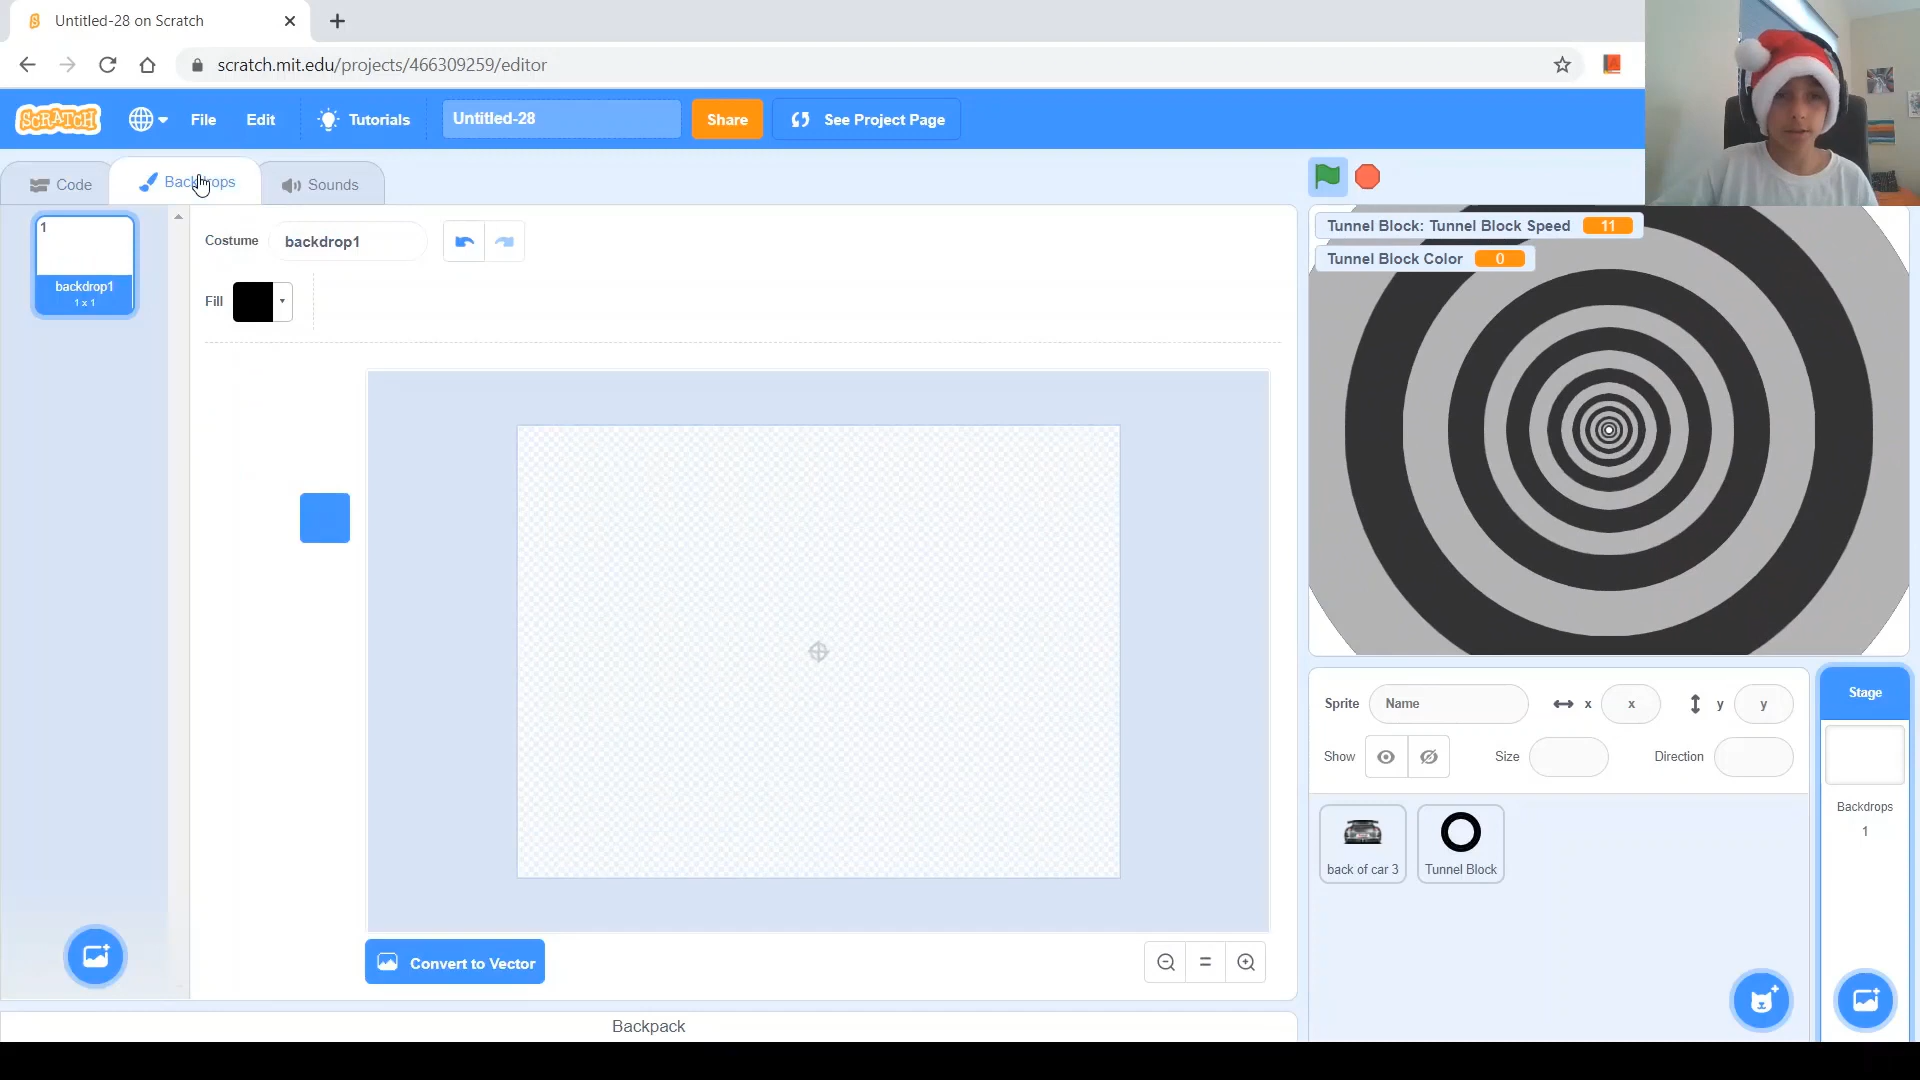 Untitled-28 on Scratch
scratch.mit.edu/projects/466309259/editor
SCRATCH
File
Edit
Tutorials
Untitled-28
Share
See Project Page
Code
Backdrops
Sounds
1
backdrop1
1 x 1
Costume
backdrop1
Fill
Convert to Vector
Backpack
Tunnel Block: Tunnel Block Speed 11
Tunnel Block Color 0
Sprite
Name
x
x
y
y
Show
Size
Direction
back of car 3
Tunnel Block
Stage
Backdrops
1